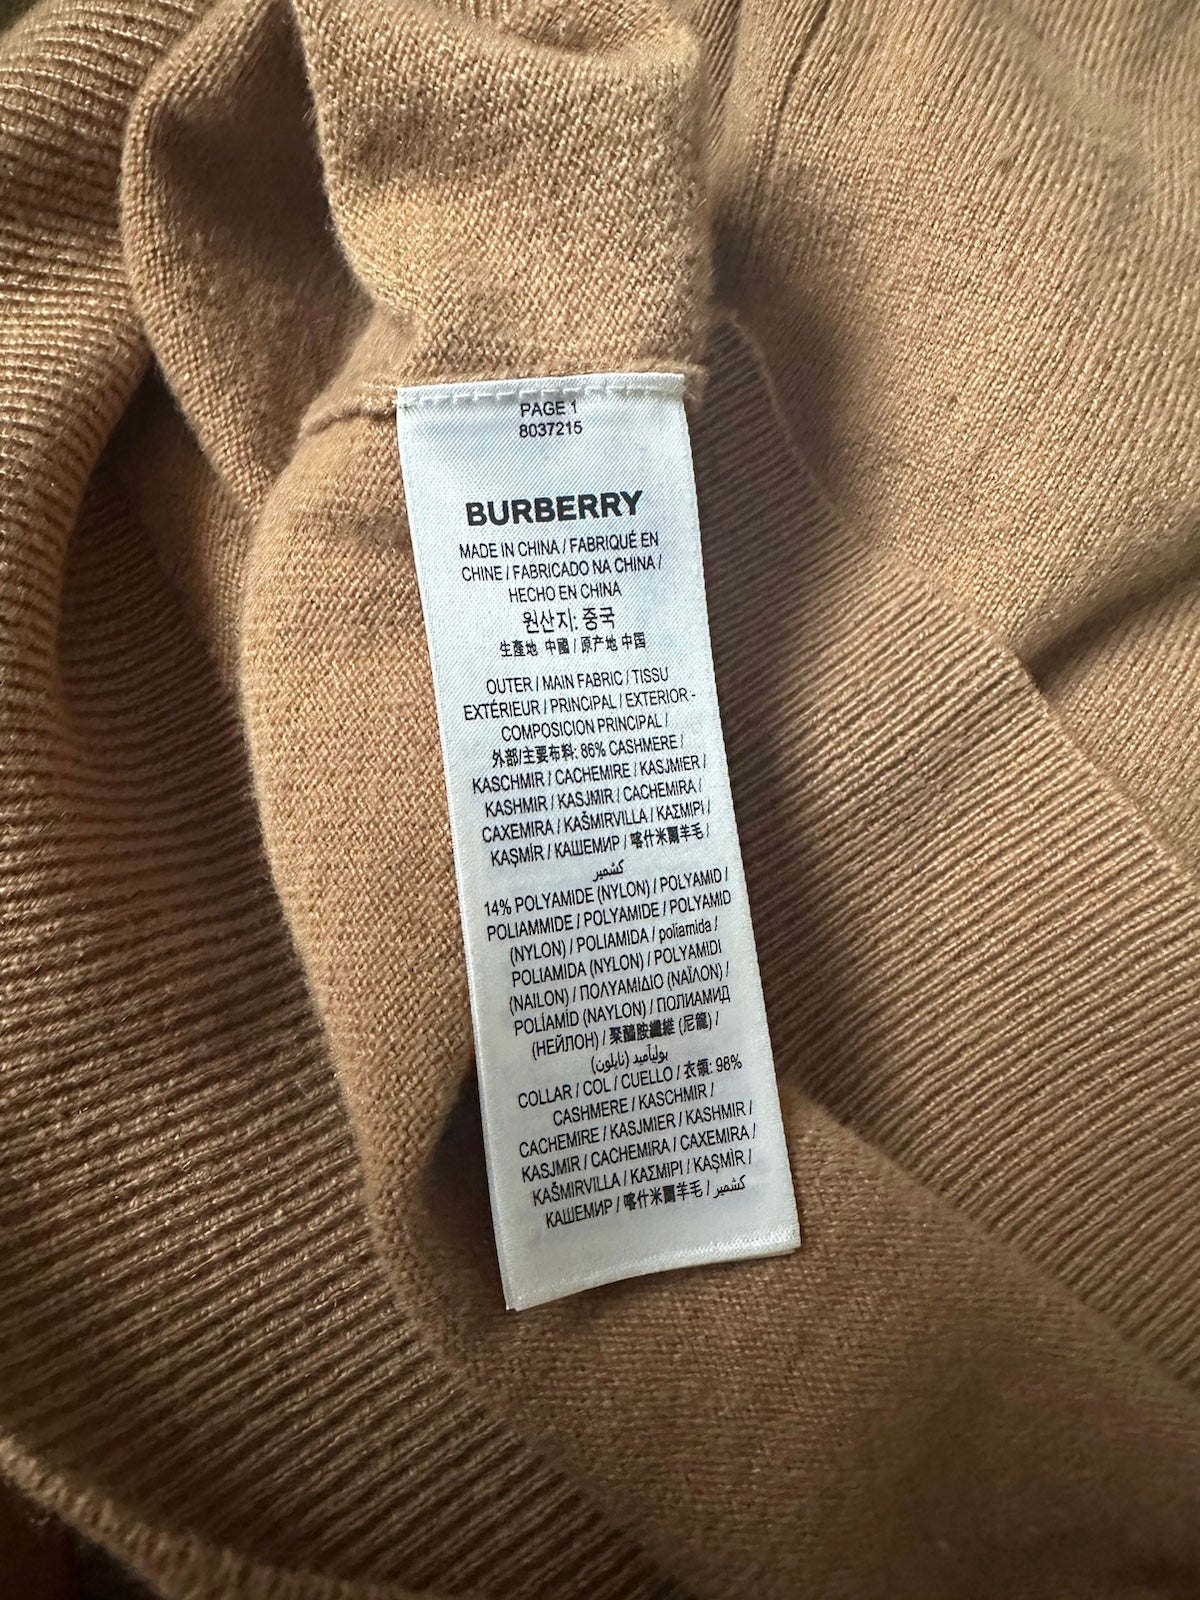 PAGE 1
8037215
BURBERRY
MADE IN CHINA / FABRIQUÉ EN
CHINE / FABRICADO NA CHINA /
HECHO EN CHINA
원산지: 중국
生產地 中國 / 原产地 中国
OUTER / MAIN FABRIC / TISSU
EXTÉRIEUR / PRINCIPAL / EXTERIOR -
COMPOSICION PRINCIPAL /
外部/主要布料: 86% CASHMERE /
KASCHMIR / CACHEMIRE / KASJMIER /
KASHMIR / KASJMIR / CACHEMIRA /
CAXEMIRA / KAŠMIRVILLA / ΚΑΣΜΙΡΙ /
KAŞMİR / КАШЕМИР / 喀什米爾羊毛 /
كشمير
14% POLYAMIDE (NYLON) / POLYAMID /
POLIAMMIDE / POLYAMIDE / POLYAMID
(NYLON) / POLIAMIDA / poliamida /
POLIAMIDA (NYLON) / POLYAMIDI
(NAILON) / ΠΟΛΥΑΜΙΔΙΟ (ΝΑΪΛΟΝ) /
POLİAMİD (NAYLON) / ПОЛИАМИД
(НЕЙЛОН) / 聚醯胺纖維 (尼龍) /
بوليآميد (نايلون)
COLLAR / COL / CUELLO / 衣領: 98%
CASHMERE / KASCHMIR /
CACHEMIRE / KASJMIER / KASHMIR /
KASJMIR / CACHEMIRA / CAXEMIRA /
KAŠMIRVILLA / ΚΑΣΜΙΡΙ / KAŞMİR /
КАШЕМИР / 喀什米爾羊毛 / كشمير